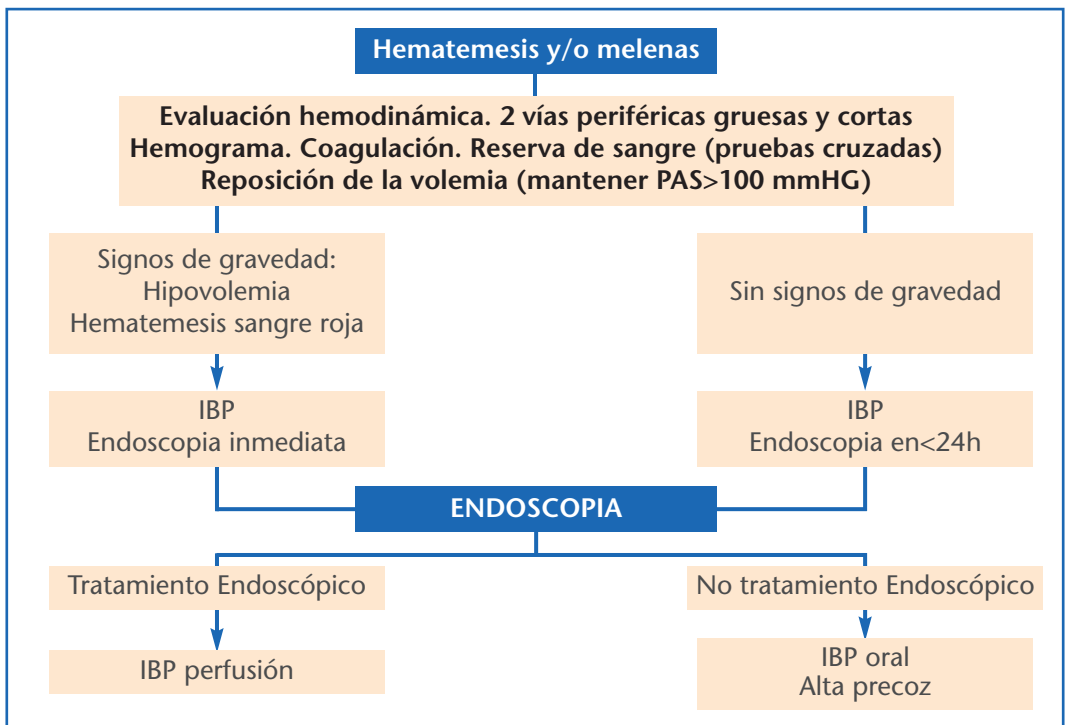 Hematemesis y/o melenas
Evaluación hemodinámica. 2 vías periféricas gruesas y cortas
Hemograma. Coagulación. Reserva de sangre (pruebas cruzadas)
Reposición de la volemia (mantener PAS>100 mmHG)
Signos de gravedad:
Hipovolemia
Hematemesis sangre roja
Sin signos de gravedad
IBP
Endoscopia inmediata
IBP
Endoscopia en<24h
ENDOSCOPIA
Tratamiento Endoscópico
No tratamiento Endoscópico
IBP perfusión
IBP oral
Alta precoz